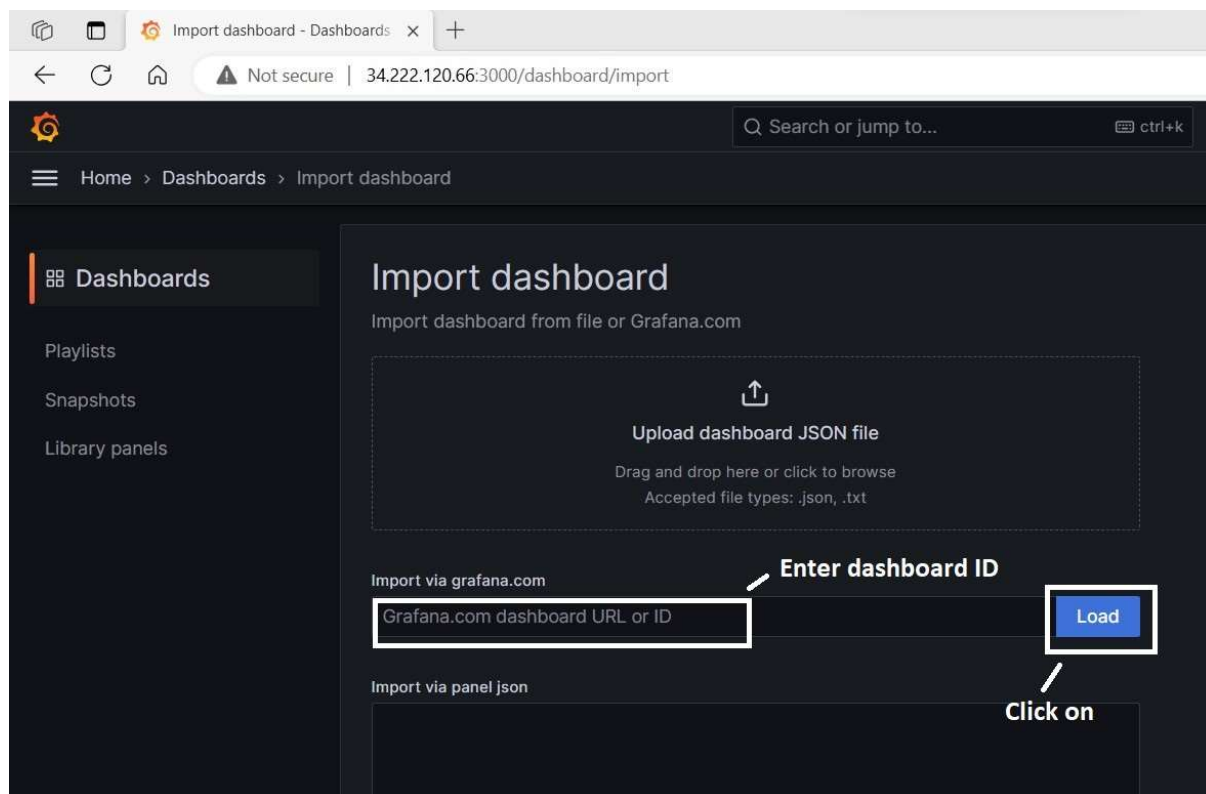 Import dashboard - Dashboards
Not secure | 34.222.120.66:3000/dashboard/import
Search or jump to... ctrl+k
Home > Dashboards > Import dashboard
Dashboards
Playlists
Snapshots
Library panels
Import dashboard
Import dashboard from file or Grafana.com
Upload dashboard JSON file
Drag and drop here or click to browse
Accepted file types: .json, .txt
Enter dashboard ID
Import via grafana.com
Grafana.com dashboard URL or ID
Load
Import via panel json
Click on